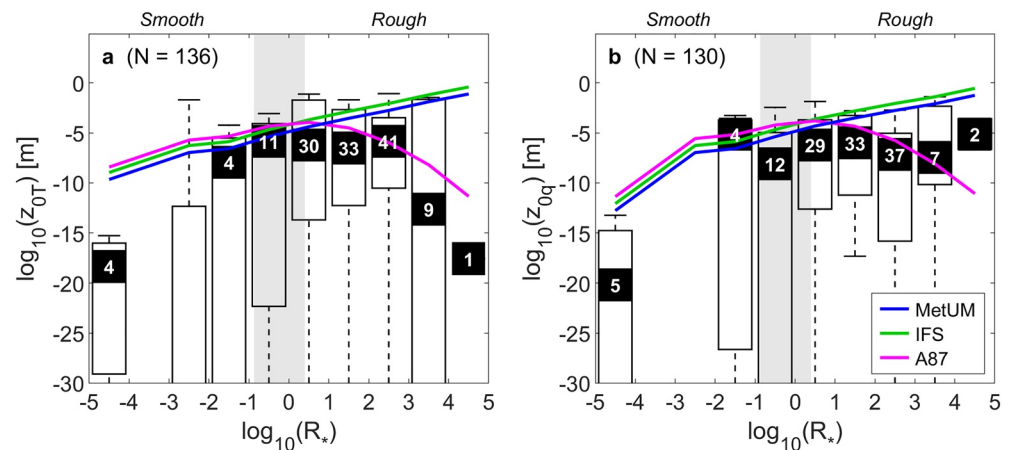 Smooth Rough
a (N = 136)
log10(z0T) [m]
0
-5
-10
-15
-20
-25
-30
4 4 11 30 33 41 9 1
-5 -4 -3 -2 -1 0 1 2 3 4 5
log10(R*)
Smooth Rough
b (N = 130)
log10(z0q) [m]
0
-5
-10
-15
-20
-25
-30
5 4 12 29 33 37 7 2
MetUM
IFS
A87
-5 -4 -3 -2 -1 0 1 2 3 4 5
log10(R*)